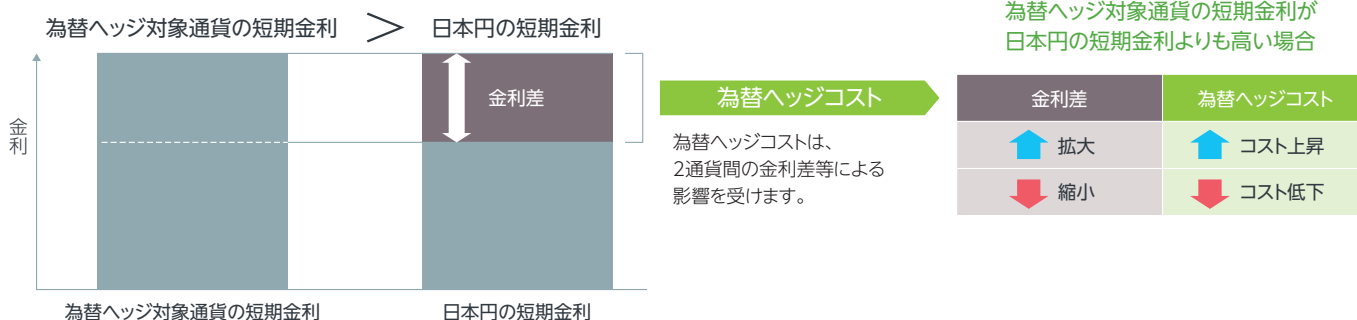 為替ヘッジ対象通貨の短期金利 > 日本円の短期金利
金利
金利差
為替ヘッジ対象通貨の短期金利
日本円の短期金利
為替ヘッジコスト
為替ヘッジコストは、
2通貨間の金利差等による
影響を受けます。
為替ヘッジ対象通貨の短期金利が
日本円の短期金利よりも高い場合
金利差 為替ヘッジコスト
拡大 コスト上昇
縮小 コスト低下